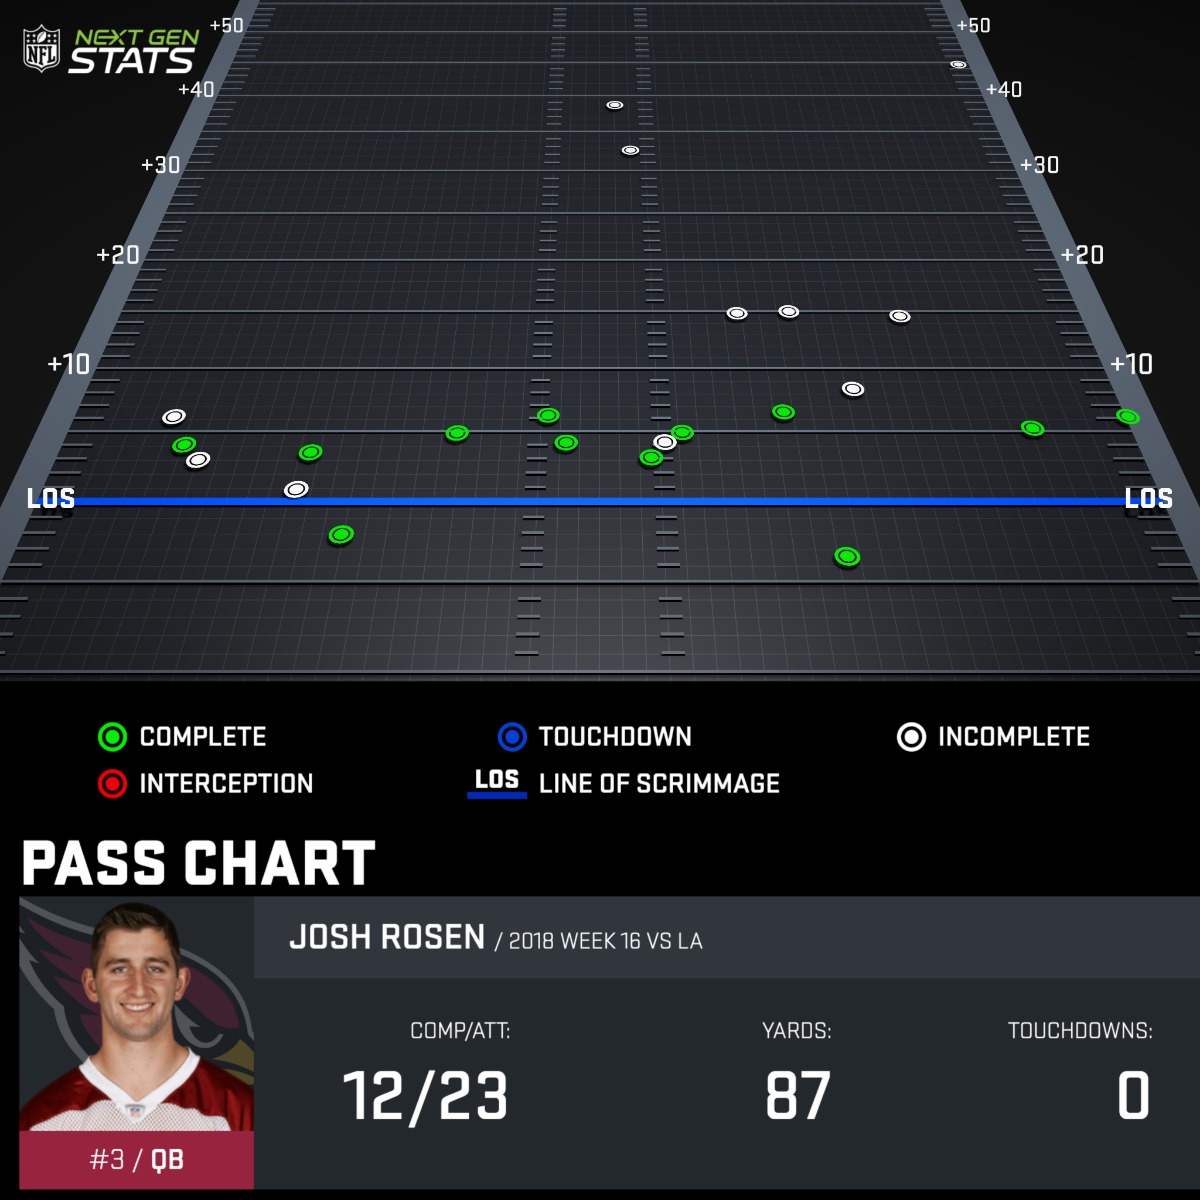 NFL NEXT GEN STATS
+50 +50
+40 +40
+30 +30
+20 +20
+10 +10
LOS LOS
COMPLETE TOUCHDOWN INCOMPLETE
INTERCEPTION LOS LINE OF SCRIMMAGE
PASS CHART
JOSH ROSEN / 2018 WEEK 16 VS LA
COMP/ATT: YARDS: TOUCHDOWNS:
12/23 87 0
#3 / QB